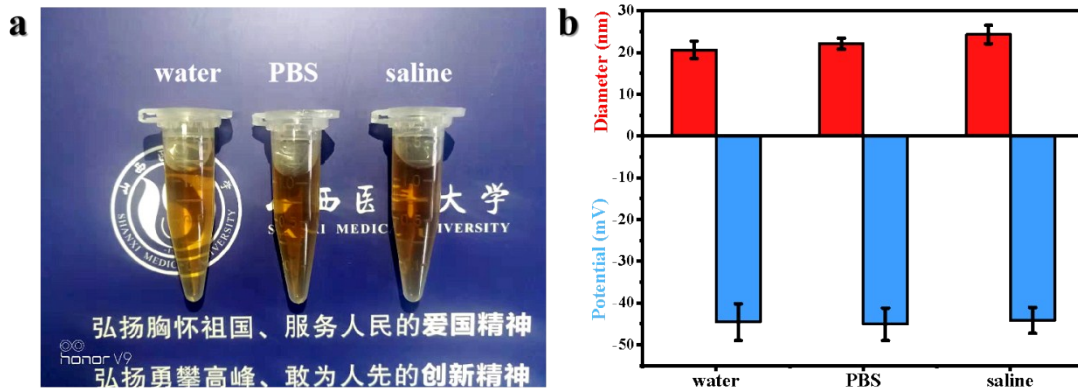 a
water PBS saline
西医 大学
SHANXI MEDIC UNIVERSITY
弘扬胸怀祖国、服务人民的爱国精神
honor V9
弘扬勇攀高峰、敢为人先的创新精神
b
Diameter (nm)
Potential (mV)
30
20
10
0
-10
-20
-30
-40
-50
water PBS saline